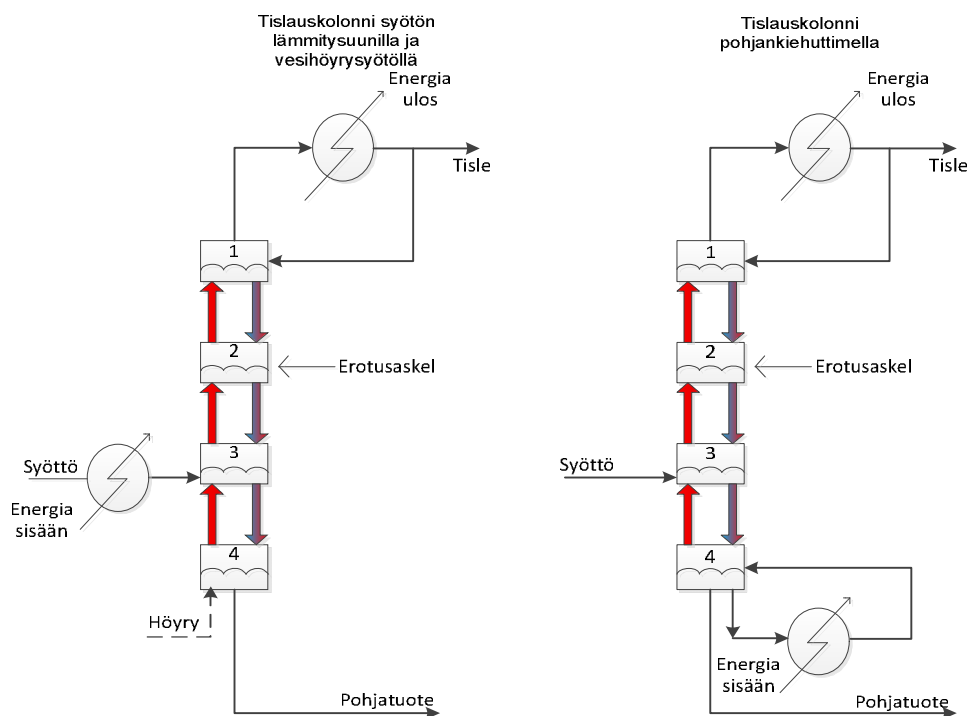 Tislauskolonni syötön
lämmitysuunilla ja
vesihöyrysyötöllä
Energia
ulos
Tisle
1
2
Erotusaskel
3
Syöttö
Energia
sisään
4
Höyry
Pohjatuote
Tislauskolonni
pohjankiehuttimella
Energia
ulos
Tisle
1
2
Erotusaskel
3
Syöttö
4
Energia
sisään
Pohjatuote